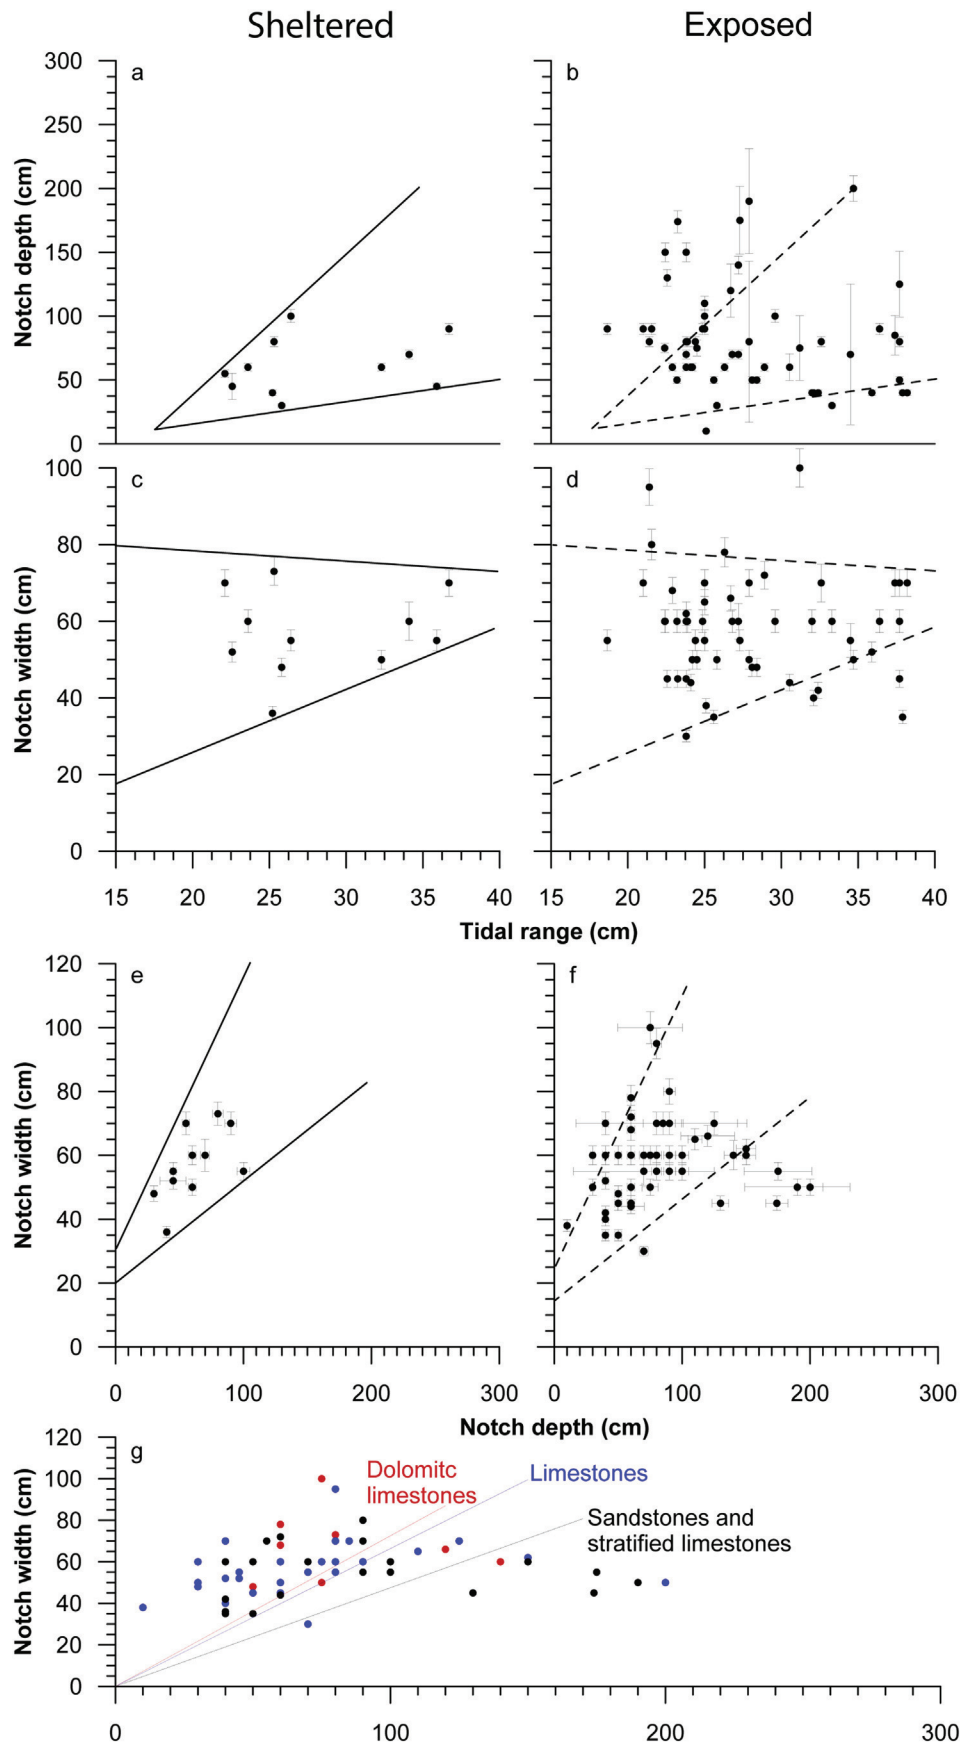 Sheltered
Exposed
Notch depth (cm)
300
250
200
150
100
50
0
a
b
Notch width (cm)
100
80
60
40
20
0
c
d
15 20 25 30 35 40
15 20 25 30 35 40
Tidal range (cm)
Notch width (cm)
120
100
80
60
40
20
0
e
f
0 100 200 300
0 100 200 300
Notch depth (cm)
Notch width (cm)
120
100
80
60
40
20
0
g
Dolomitc
limestones
Limestones
Sandstones and
stratified limestones
0 100 200 300